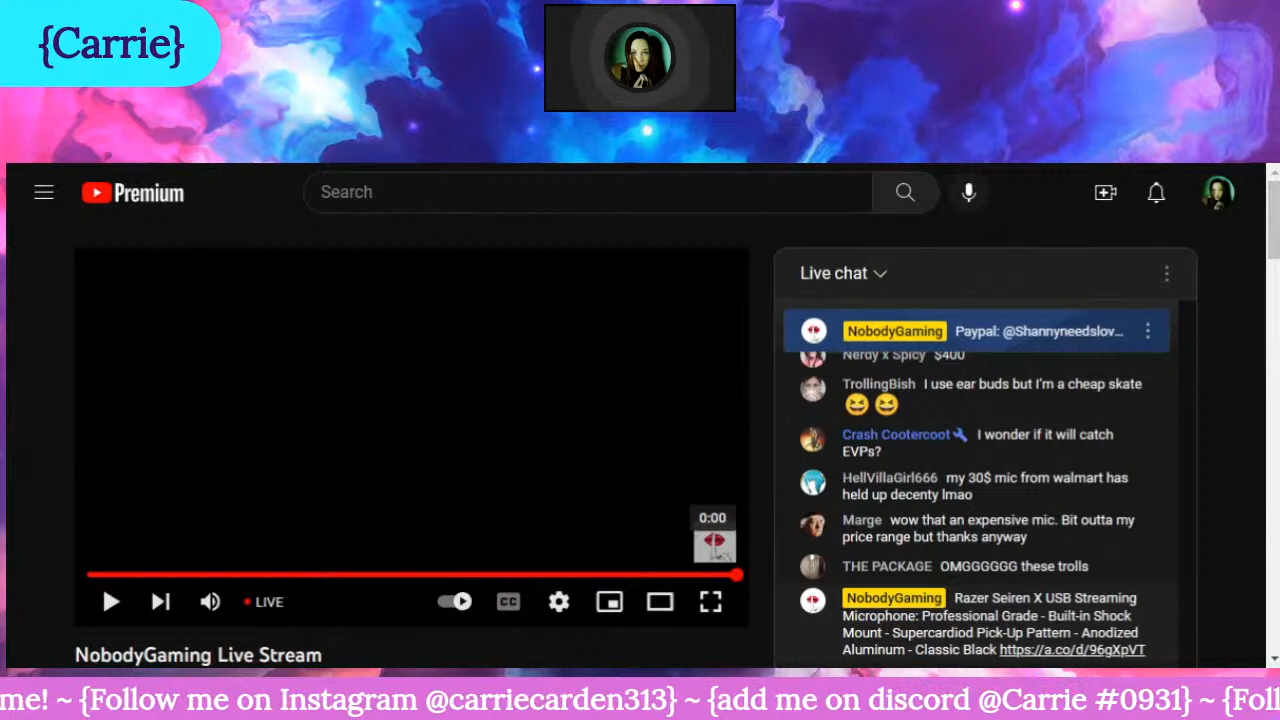 {Carrie}
Premium
Search
Live chat
NobodyGaming Paypal: @Shannyneedslov...
Nerdy x Spicy $400
TrollingBish I use ear buds but I'm a cheap skate
😆 😆
Crash Cootercoot I wonder if it will catch
EVPs?
HellVillaGirl666 my 30$ mic from walmart has
held up decenty lmao
Marge wow that an expensive mic. Bit outta my
price range but thanks anyway
THE PACKAGE OMGGGGGG these trolls
NobodyGaming Razer Seiren X USB Streaming
Microphone: Professional Grade - Built-in Shock
Mount - Supercardiod Pick-Up Pattern - Anodized
Aluminum - Classic Black https://a.co/d/96gXpVT
0:00
LIVE
CC
NobodyGaming Live Stream
me! ~ {Follow me on Instagram @carriecarden313} ~ {add me on discord @Carrie #0931} ~ {Foll